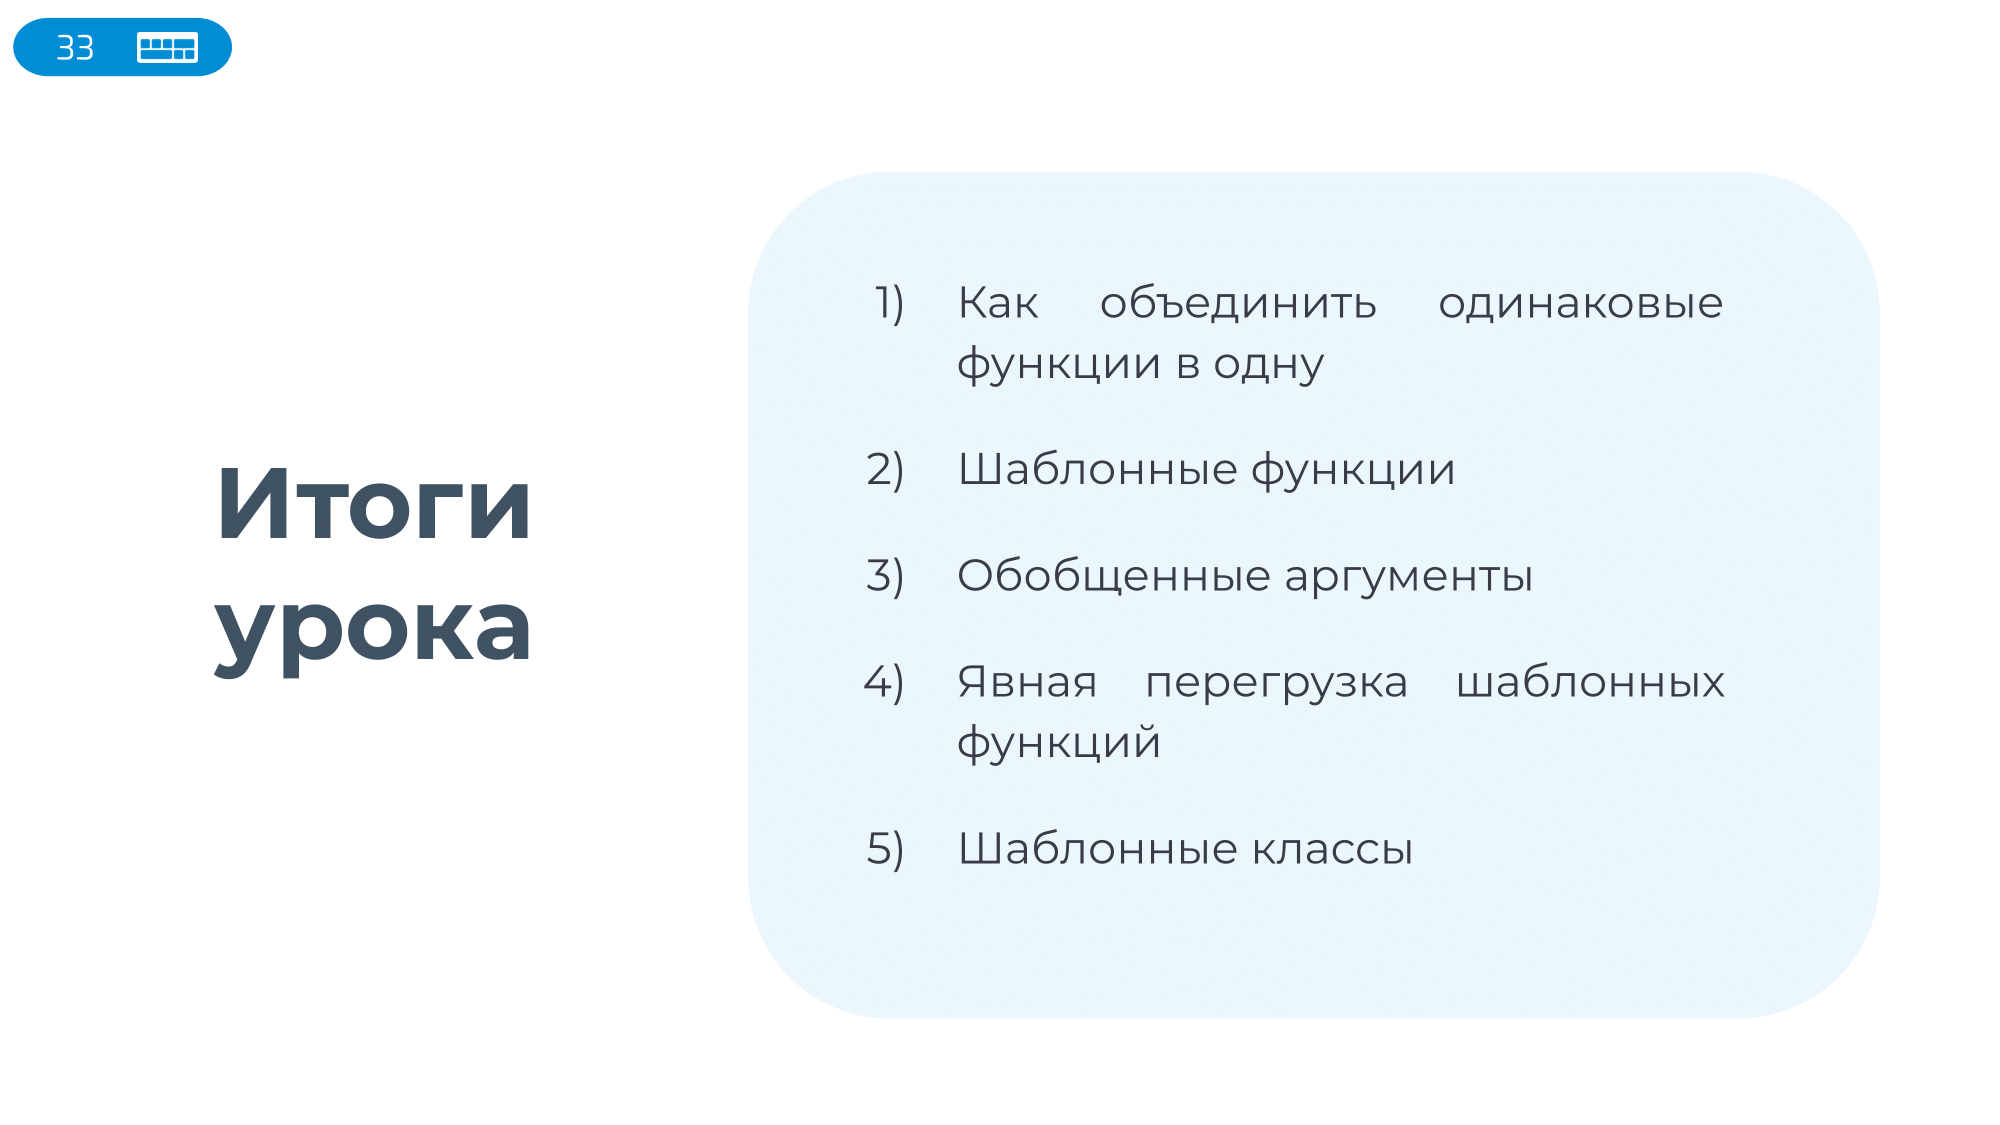 33
Итоги
урока
1) Как объединить одинаковые
функции в одну
2) Шаблонные функции
3) Обобщенные аргументы
4) Явная перегрузка шаблонных
функций
5) Шаблонные классы